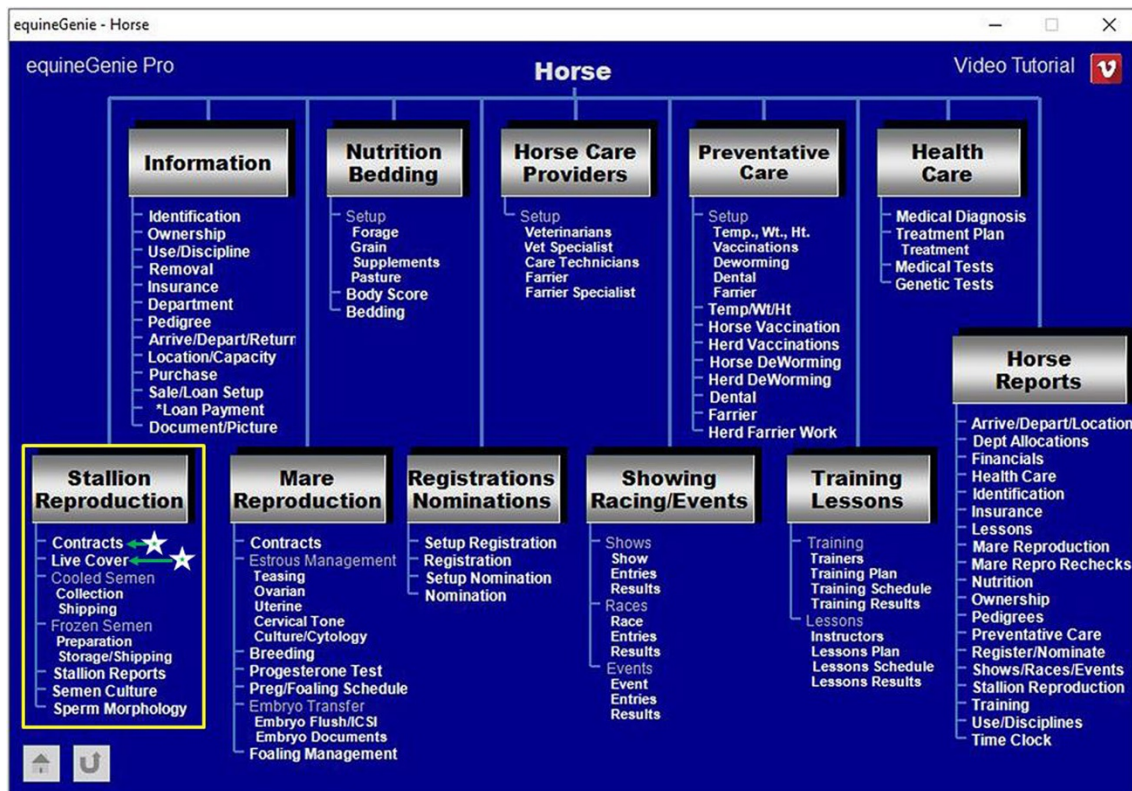 equineGenie - Horse
equineGenie Pro
Horse
Video Tutorial
Information
Identification
Ownership
Use/Discipline
Removal
Insurance
Department
Pedigree
Arrive/Depart/Return
Location/Capacity
Purchase
Sale/Loan Setup
*Loan Payment
Document/Picture
Nutrition
Bedding
Setup
Forage
Grain
Supplements
Pasture
Body Score
Bedding
Horse Care
Providers
Setup
Veterinarians
Vet Specialist
Care Technicians
Farrier
Farrier Specialist
Preventative
Care
Setup
Temp., Wt., Ht.
Vaccinations
Deworming
Dental
Farrier
Temp/Wt/Ht
Horse Vaccination
Herd Vaccinations
Horse DeWorming
Herd DeWorming
Dental
Farrier
Herd Farrier Work
Health
Care
Medical Diagnosis
Treatment Plan
Treatment
Medical Tests
Genetic Tests
Horse
Reports
Arrive/Depart/Location
Dept Allocations
Financials
Health Care
Identification
Insurance
Lessons
Mare Reproduction
Mare Repro Rechecks
Nutrition
Ownership
Pedigrees
Preventative Care
Register/Nominate
Shows/Races/Events
Stallion Reproduction
Training
Use/Disciplines
Time Clock
Stallion
Reproduction
Contracts
Live Cover
Cooled Semen
Collection
Shipping
Frozen Semen
Preparation
Storage/Shipping
Stallion Reports
Semen Culture
Sperm Morphology
Mare
Reproduction
Contracts
Estrous Management
Teasing
Ovarian
Uterine
Cervical Tone
Culture/Cytology
Breeding
Progesterone Test
Preg/Foaling Schedule
Embryo Transfer
Embryo Flush/ICSI
Embryo Documents
Foaling Management
Registrations
Nominations
Setup Registration
Registration
Setup Nomination
Nomination
Showing
Racing/Events
Shows
Show
Entries
Results
Races
Race
Entries
Results
Events
Event
Entries
Results
Training
Lessons
Training
Trainers
Training Plan
Training Schedule
Training Results
Lessons
Instructors
Lessons Plan
Lessons Schedule
Lessons Results